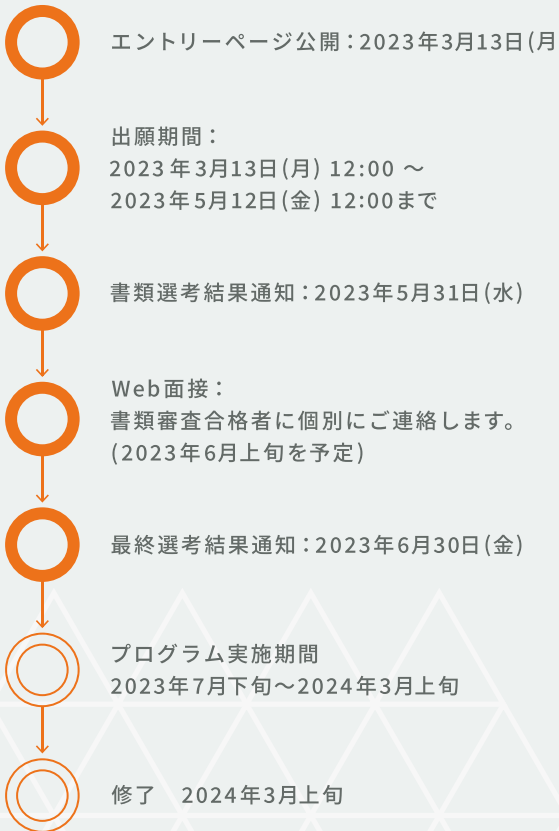 エントリーページ公開：2023年3月13日(月
出願期間：
2023年3月13日(月) 12:00 ～
2023年5月12日(金) 12:00まで
書類選考結果通知：2023年5月31日(水)
Web面接：
書類審査合格者に個別にご連絡します。
(2023年6月上旬を予定)
最終選考結果通知：2023年6月30日(金)
プログラム実施期間
2023年7月下旬～2024年3月上旬
修了　2024年3月上旬